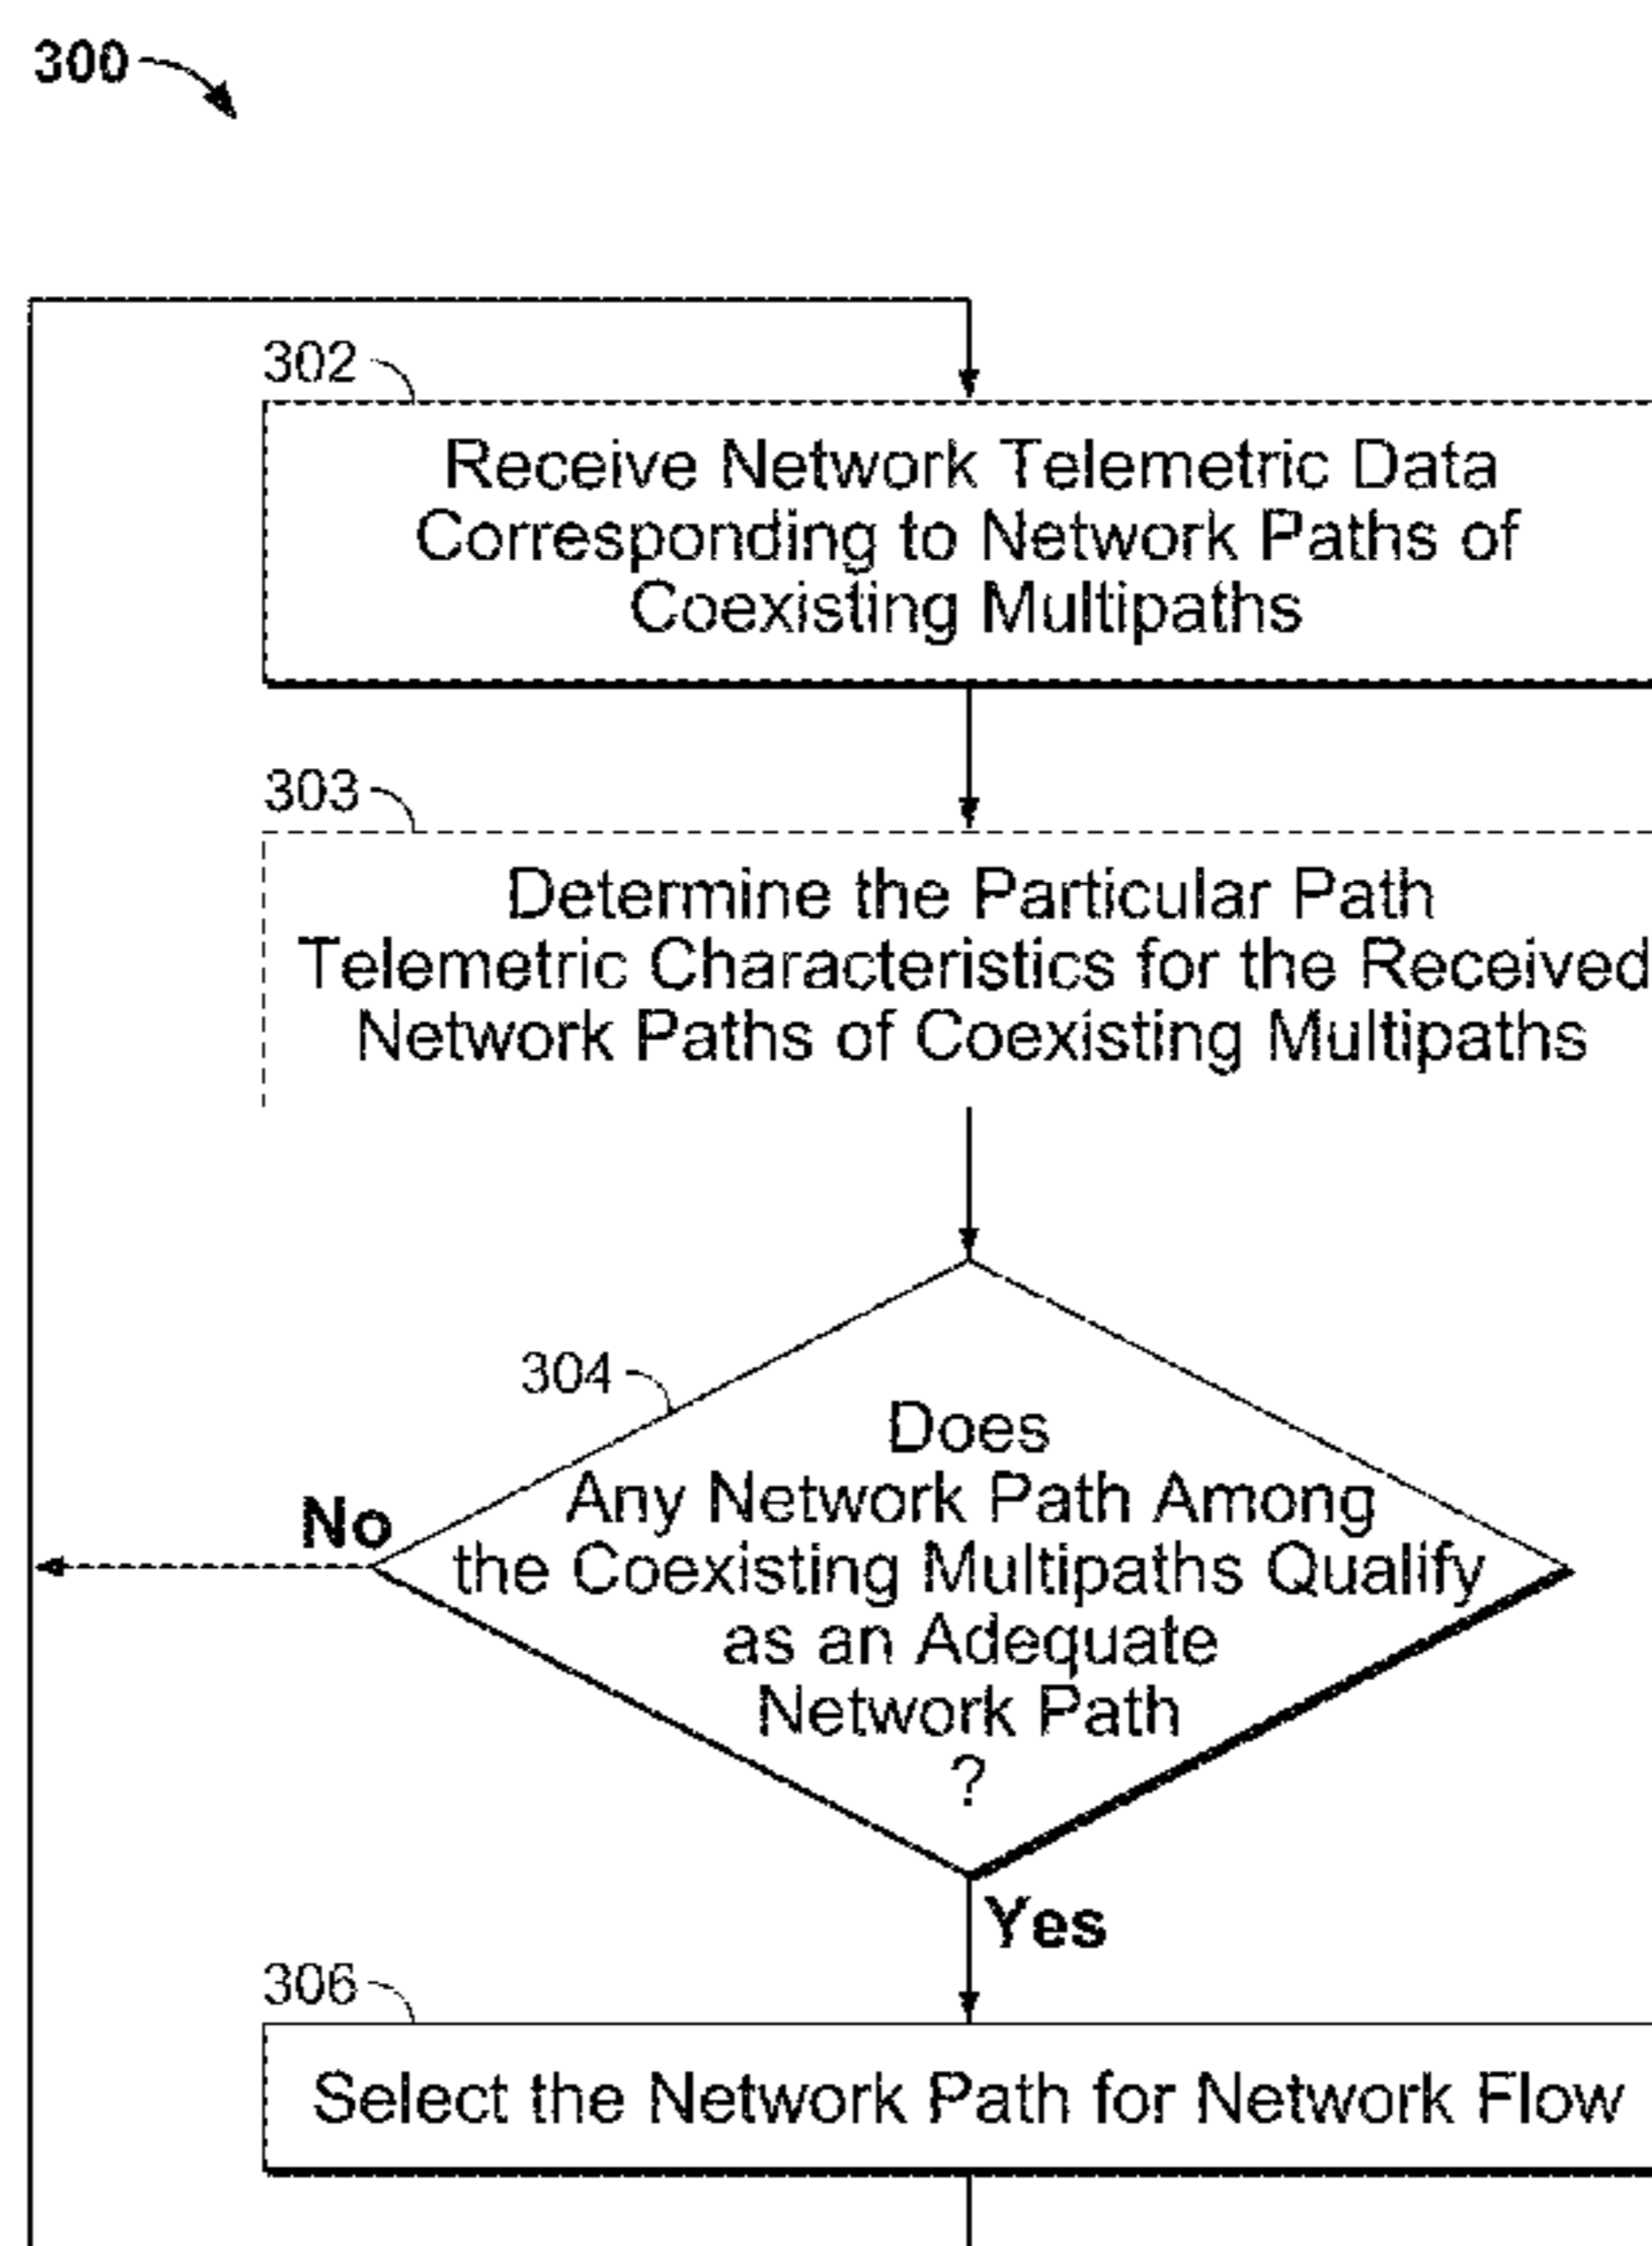 300
302
Receive Network Telemetric Data
Corresponding to Network Paths of
Coexisting Multipaths
303
Determine the Particular Path
Telemetric Characteristics for the Received
Network Paths of Coexisting Multipaths
304
Does
Any Network Path Among
the Coexisting Multipaths Qualify
as an Adequate
Network Path
?
No
Yes
306
Select the Network Path for Network Flow